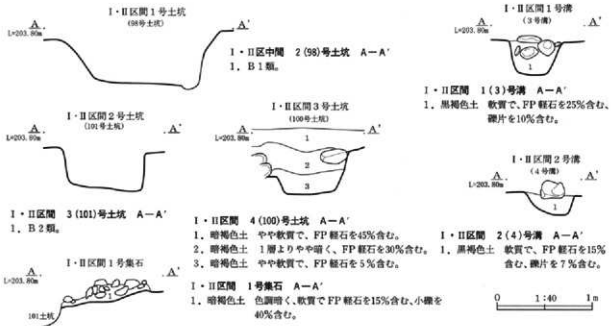 I・II区間1号土坑
(98号土坑)
A A′
L=203.80m
I・II区中間 2(98)号土坑 A－A′
1. B1類。
I・II区間1号溝
(3号溝)
A A′
L=203.80m
1
I・II区間 1(3)号溝 A－A′
1. 黒褐色土 軟質で、FP軽石を25%含む、
礫片を10%含む。
I・II区間2号土坑
(101号土坑)
A A′
L=203.80m
I・II区間 3(101)号土坑 A－A′
1. B2類。
I・II区間3号土坑
(100号土坑)
A A′
L=203.80m
1
2
3
I・II区間 4(100)号土坑 A－A′
1. 暗褐色土 やや軟質で、FP軽石を45%含む。
2. 暗褐色土 1層よりやや暗く、FP軽石を30%含む。
3. 暗褐色土 やや軟質で、FP軽石を5%含む。
I・II区間2号溝
(4号溝)
A A′
L=203.80m
1
I・II区間 2(4)号溝 A－A′
1. 黒褐色土 軟質で、FP軽石を15%
含む、礫片を7%含む。
I・II区間1号集石
A A′
L=203.80m
1
101土坑
I・II区間 1号集石 A－A′
1. 暗褐色土 色調暗く、軟質でFP軽石を15%含む、小礫を
40%含む。
0 1:40 1m